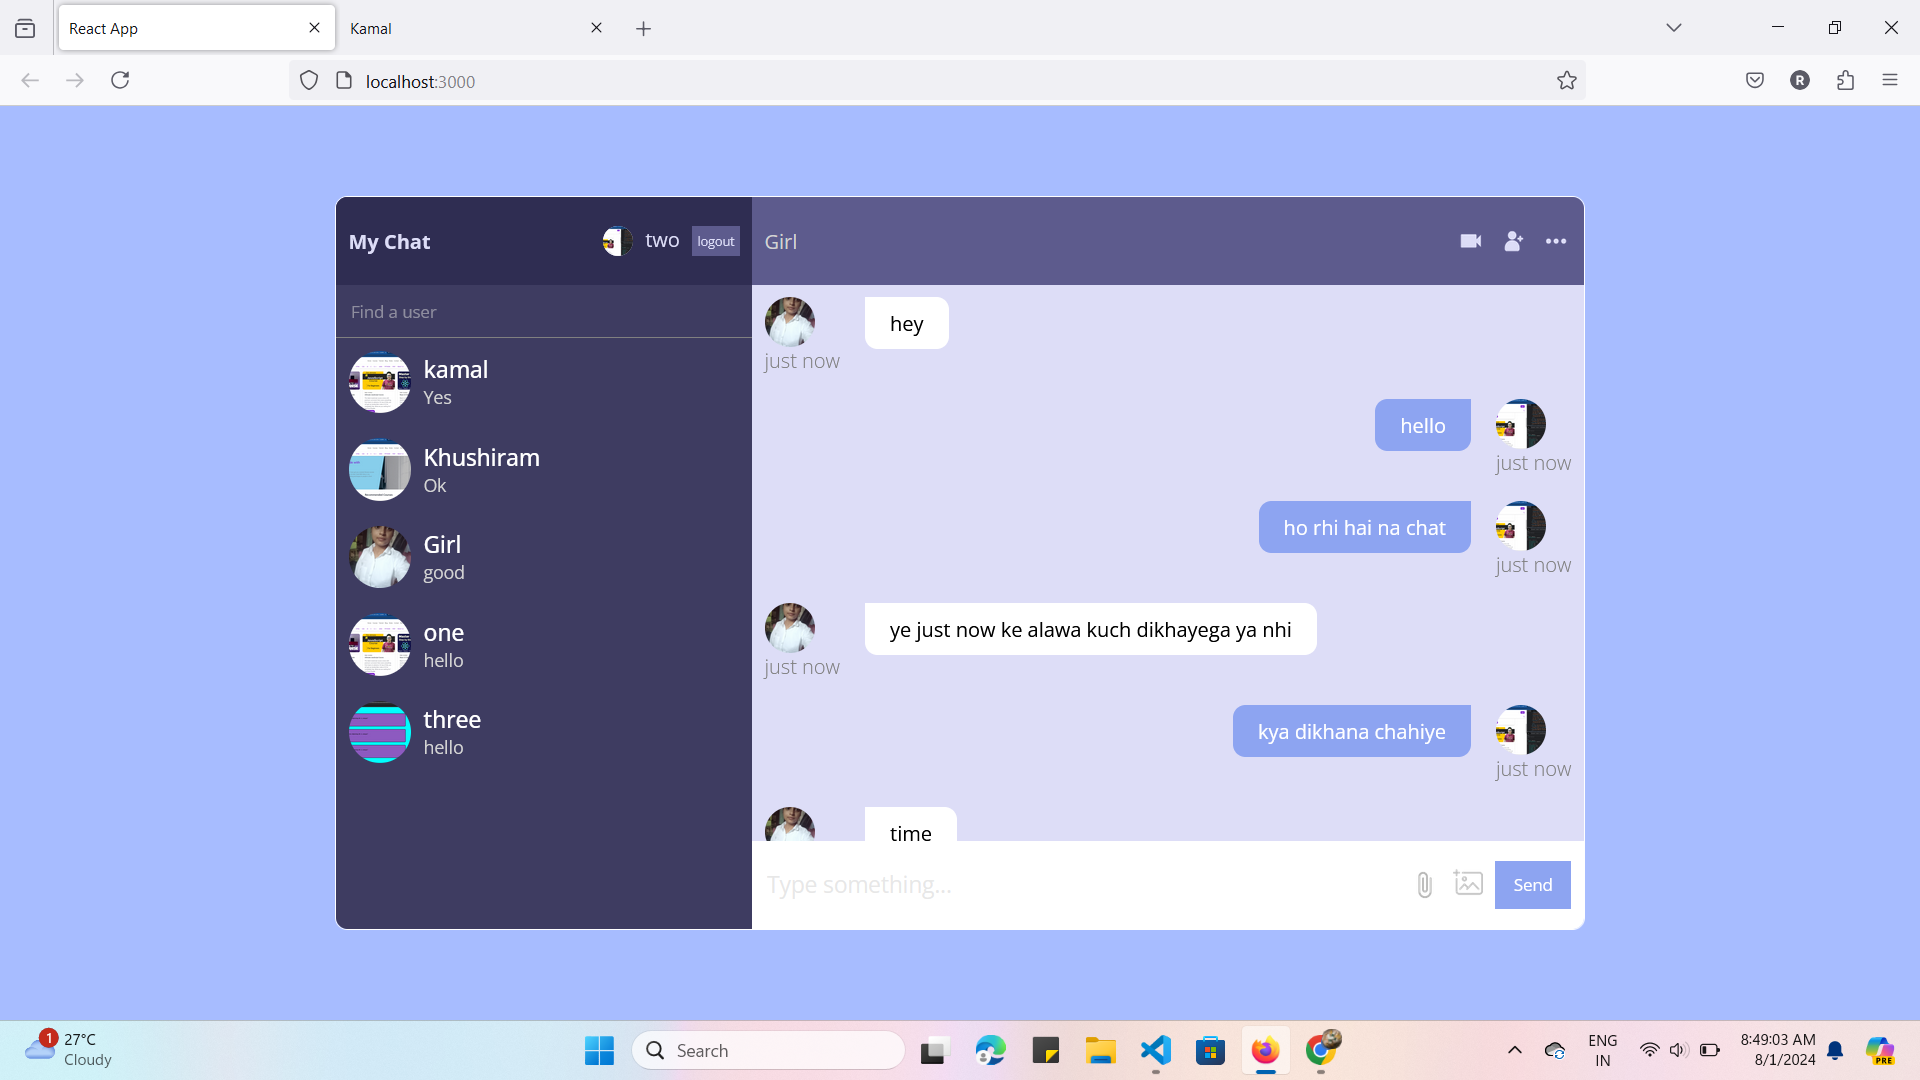 React App
Kamal
localhost:3000
R
My Chat
two
logout
Find a user
kamal
Yes
Khushiram
Ok
Girl
good
one
hello
three
hello
Girl
hey
just now
hello
just now
ho rhi hai na chat
just now
ye just now ke alawa kuch dikhayega ya nhi
just now
kya dikhana chahiye
just now
time
Type something...
Send
1
27°C
Cloudy
Search
ENG
IN
8:49:03 AM
8/1/2024
PRE